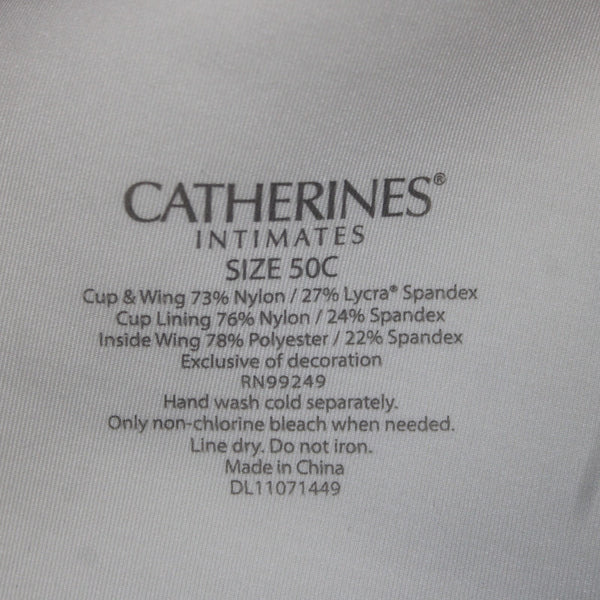 CATHERINES®
INTIMATES
SIZE 50C
Cup & Wing 73% Nylon / 27% Lycra® Spandex
Cup Lining 76% Nylon / 24% Spandex
Inside Wing 78% Polyester / 22% Spandex
Exclusive of decoration
RN99249
Hand wash cold separately.
Only non-chlorine bleach when needed.
Line dry. Do not iron.
Made in China
DL11071449